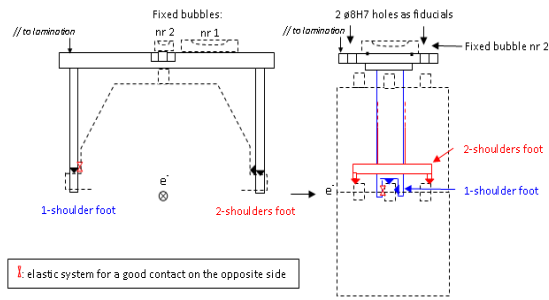 Fixed bubbles:
// to lamination
nr 2
nr 1
2 ø8H7 holes as fiducials
// to lamination
Fixed bubble nr 2
2-shoulders foot
e-
1-shoulder foot
2-shoulders foot
e-
1-shoulder foot
: elastic system for a good contact on the opposite side